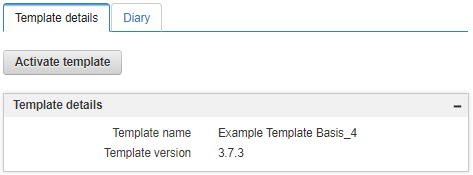 Template details Diary
Activate template
Template details
Template name Example Template Basis_4
Template version 3.7.3